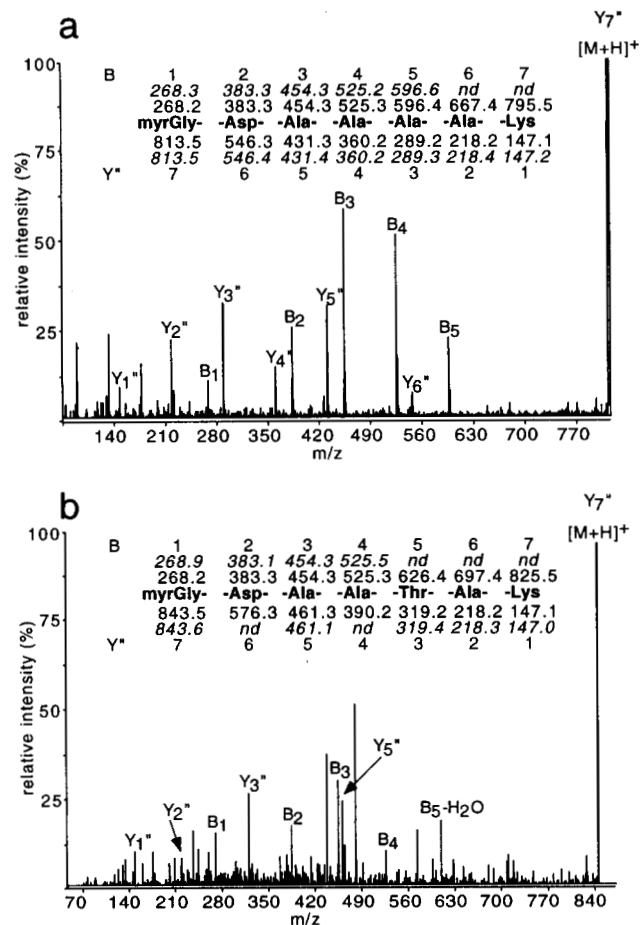 a
Y7"
[M+H]+
B 1 2 3 4 5 6 7
268.3 383.3 454.3 525.2 596.6 nd nd
268.2 383.3 454.3 525.3 596.4 667.4 795.5
myrGly- -Asp- -Ala- -Ala- -Ala- -Ala- -Lys
813.5 546.3 431.3 360.2 289.2 218.2 147.1
813.5 546.4 431.4 360.2 289.3 218.4 147.2
Y" 7 6 5 4 3 2 1
relative intensity (%)
100
75
50
25
B3
B4
Y3"
Y5"
Y2"
B2
B5
Y4"
Y1"
B1
Y6"
140 210 280 350 420 490 560 630 700 770
m/z
b
Y7"
[M+H]+
B 1 2 3 4 5 6 7
268.9 383.1 454.3 525.5 nd nd nd
268.2 383.3 454.3 525.3 626.4 697.4 825.5
myrGly- -Asp- -Ala- -Ala- -Thr- -Ala- -Lys
843.5 576.3 461.3 390.2 319.2 218.2 147.1
843.6 nd 461.1 nd 319.4 218.3 147.0
Y" 7 6 5 4 3 2 1
relative intensity (%)
100
75
50
25
Y5"
B3
Y3"
Y2"
B1
B2
B5-H2O
Y1"
B4
70 140 210 280 350 420 490 560 630 700 770 840
m/z